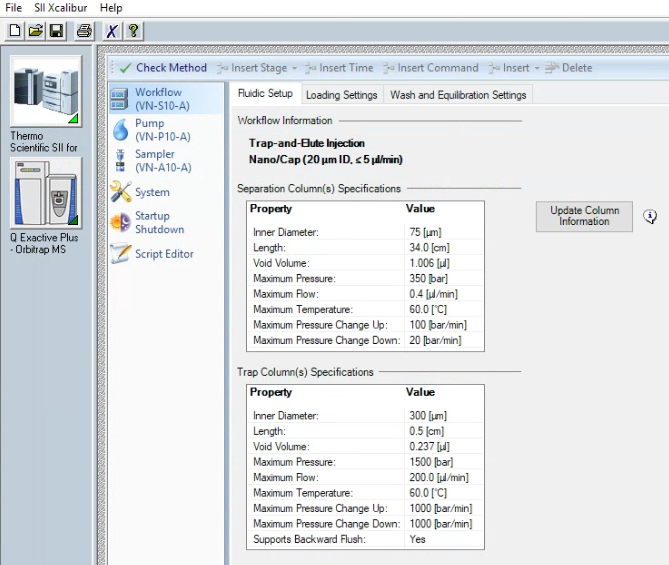 File SII Xcalibur Help
Check Method Insert Stage Insert Time Insert Command Insert Delete
Thermo
Scientific SII for
Q Exactive Plus
- Orbitrap MS
Workflow
(VN-S10-A)
Pump
(VN-P10-A)
Sampler
(VN-A10-A)
System
Startup
Shutdown
Script Editor
Fluidic Setup Loading Settings Wash and Equilibration Settings
Workflow Information
Trap-and-Elute Injection
Nano/Cap (20 µm ID, ≤ 5 µl/min)
Separation Column(s) Specifications
Property Value
Inner Diameter: 75 [µm]
Length: 34.0 [cm]
Void Volume: 1.006 [µl]
Maximum Pressure: 350 [bar]
Maximum Flow: 0.4 [µl/min]
Maximum Temperature: 60.0 [°C]
Maximum Pressure Change Up: 100 [bar/min]
Maximum Pressure Change Down: 20 [bar/min]
Update Column
Information
Trap Column(s) Specifications
Property Value
Inner Diameter: 300 [µm]
Length: 0.5 [cm]
Void Volume: 0.237 [µl]
Maximum Pressure: 1500 [bar]
Maximum Flow: 200.0 [µl/min]
Maximum Temperature: 60.0 [°C]
Maximum Pressure Change Up: 1000 [bar/min]
Maximum Pressure Change Down: 1000 [bar/min]
Supports Backward Flush: Yes